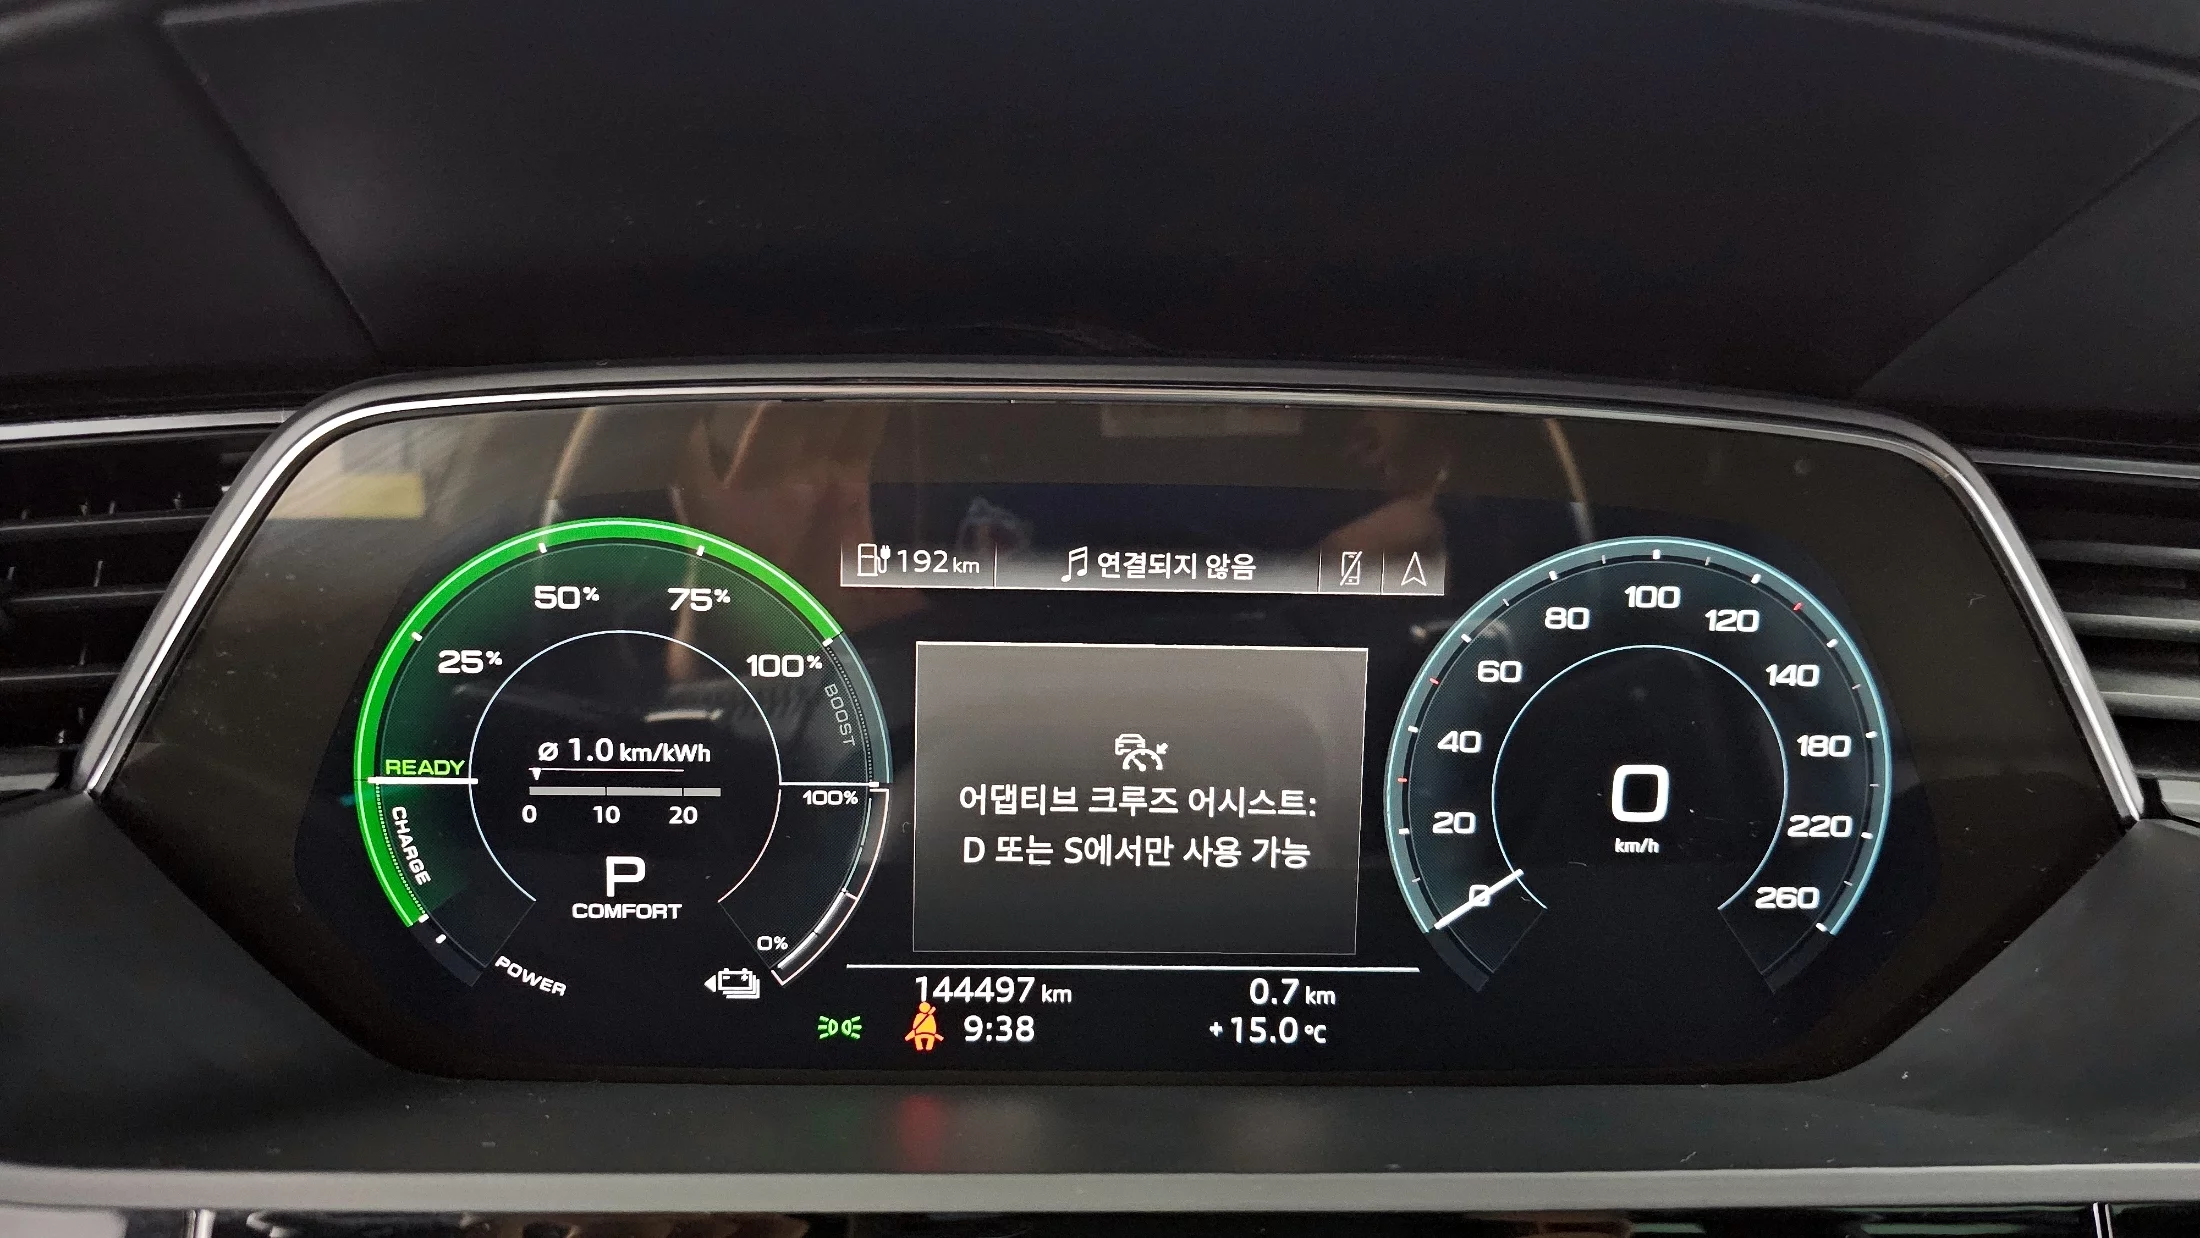 192 km
연결되지 않음
50%
75%
25%
100%
BOOST
READY
CHARGE
POWER
ø 1.0 km/kWh
0 10 20
P
COMFORT
100%
0%
어댑티브 크루즈 어시스트:
D 또는 S에서만 사용 가능
144497 km
0.7 km
9:38
+15.0 °C
0
20
40
60
80
100
120
140
180
220
260
0
km/h